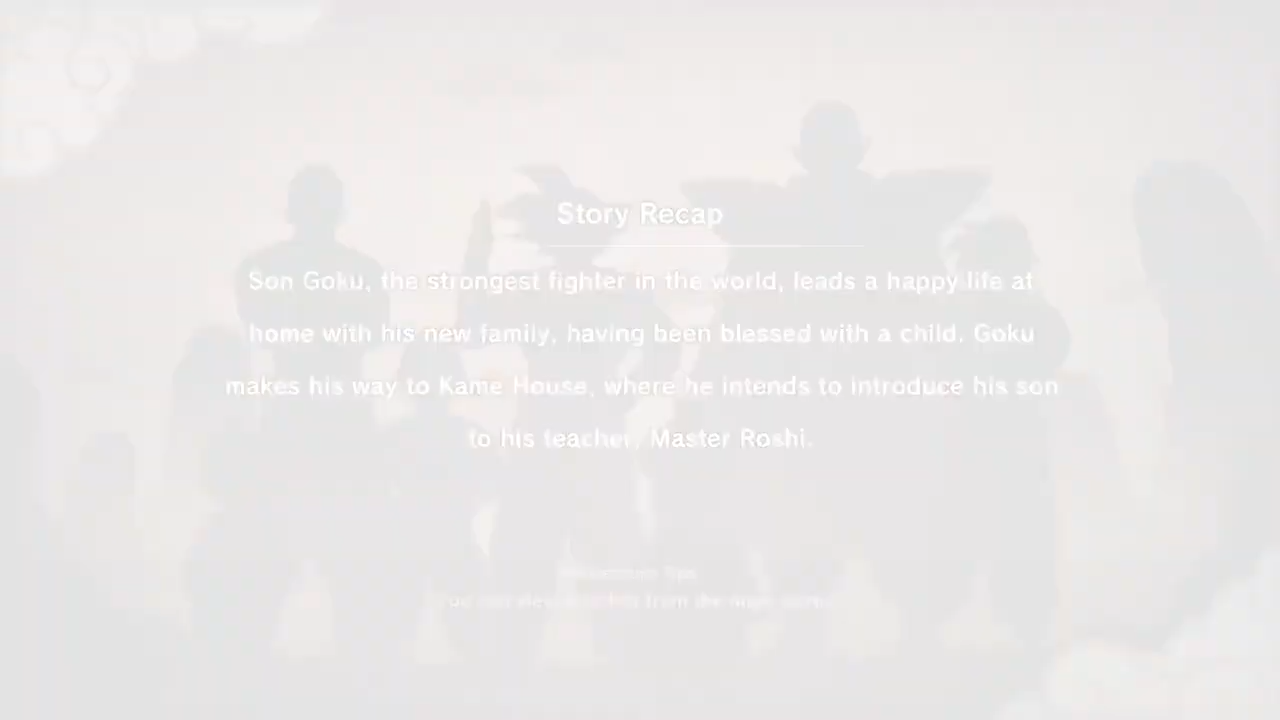 Story Recap
Son Goku, the strongest fighter in the world, leads a happy life at
home with his new family, having been blessed with a child. Goku
makes his way to Kame House, where he intends to introduce his son
to his teacher, Master Roshi.
from the